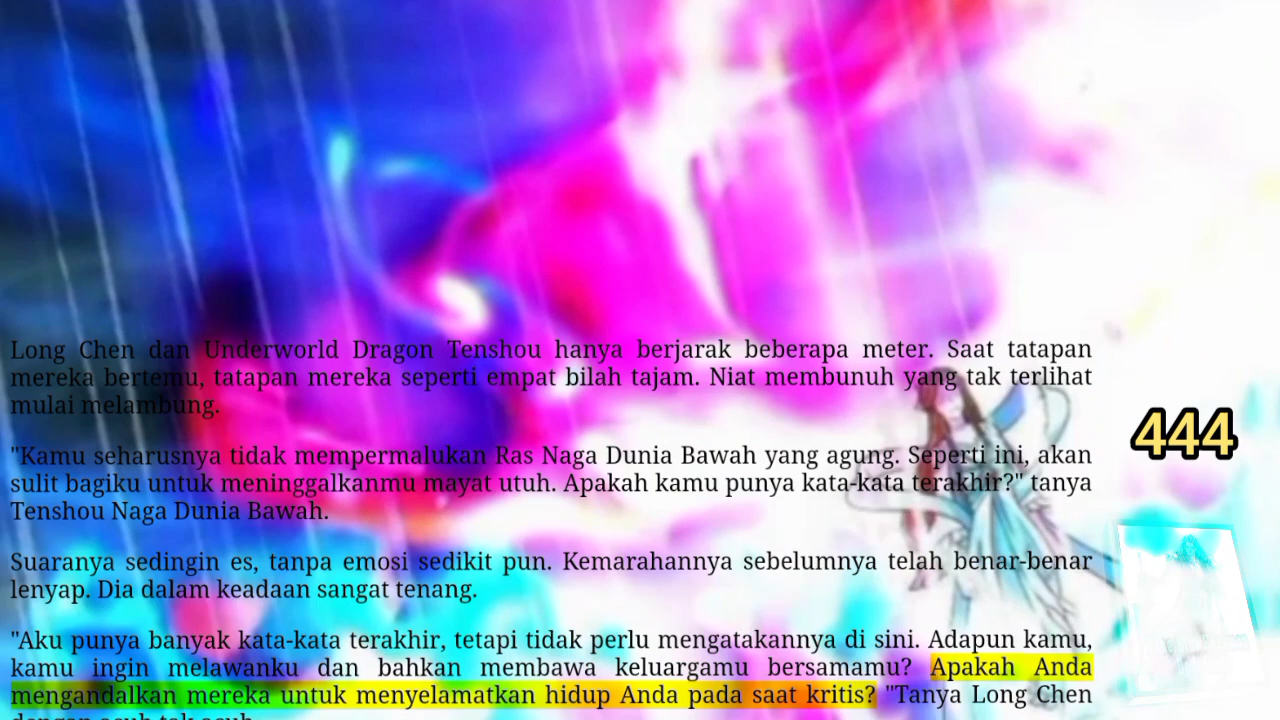 Long Chen dan Underworld Dragon Tenshou hanya berjarak beberapa meter. Saat tatapan
mereka bertemu, tatapan mereka seperti empat bilah tajam. Niat membunuh yang tak terlihat
mulai melambung.
"Kamu seharusnya tidak mempermalukan Ras Naga Dunia Bawah yang agung. Seperti ini, akan
sulit bagiku untuk meninggalkanmu mayat utuh. Apakah kamu punya kata-kata terakhir?" tanya
Tenshou Naga Dunia Bawah.
444
Suaranya sedingin es, tanpa emosi sedikit pun. Kemarahannya sebelumnya telah benar-benar
lenyap. Dia dalam keadaan sangat tenang.
"Aku punya banyak kata-kata terakhir, tetapi tidak perlu mengatakannya di sini. Adapun kamu,
kamu ingin melawanku dan bahkan membawa keluargamu bersamamu? Apakah Anda
mengandalkan mereka untuk menyelamatkan hidup Anda pada saat kritis? "Tanya Long Chen
dengan acuh tak acuh.